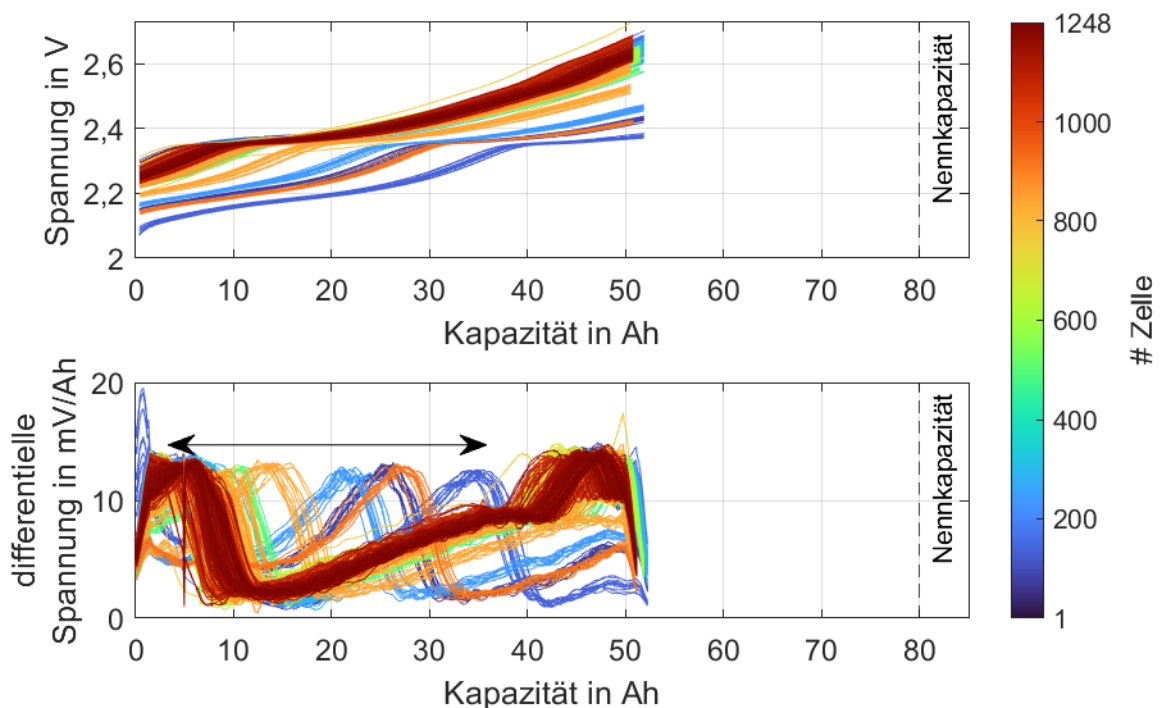 Spannung in V
2,6
2,4
2,2
2
0 10 20 30 40 50 60 70 80
Kapazität in Ah
Nennkapazität
differentielle
Spannung in mV/Ah
20
10
0
0 10 20 30 40 50 60 70 80
Kapazität in Ah
Nennkapazität
1248
1000
800
600
400
200
1
# Zelle